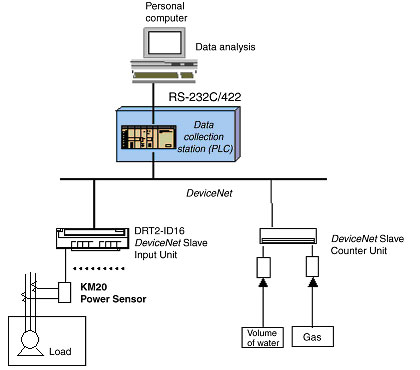 Personal
computer
Data analysis
RS-232C/422
Data
collection
station (PLC)
DeviceNet
DRT2-ID16
DeviceNet Slave
Input Unit
DeviceNet Slave
Counter Unit
KM20
Power Sensor
Load
Volume
of water
Gas